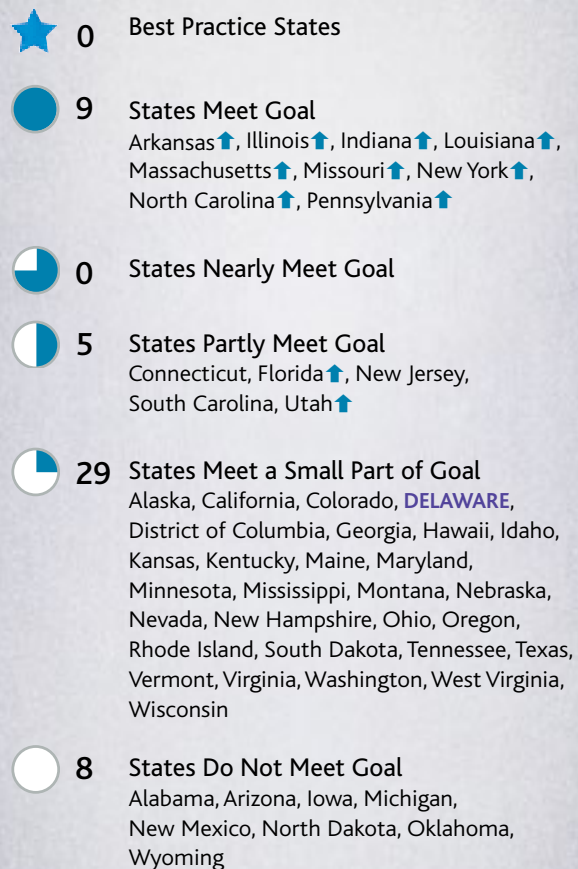 0 Best Practice States
9 States Meet Goal
Arkansas⬆, Illinois⬆, Indiana⬆, Louisiana⬆,
Massachusetts⬆, Missouri⬆, New York⬆,
North Carolina⬆, Pennsylvania⬆
0 States Nearly Meet Goal
5 States Partly Meet Goal
Connecticut, Florida⬆, New Jersey,
South Carolina, Utah⬆
29 States Meet a Small Part of Goal
Alaska, California, Colorado, DELAWARE,
District of Columbia, Georgia, Hawaii, Idaho,
Kansas, Kentucky, Maine, Maryland,
Minnesota, Mississippi, Montana, Nebraska,
Nevada, New Hampshire, Ohio, Oregon,
Rhode Island, South Dakota, Tennessee, Texas,
Vermont, Virginia, Washington, West Virginia,
Wisconsin
8 States Do Not Meet Goal
Alabama, Arizona, Iowa, Michigan,
New Mexico, North Dakota, Oklahoma,
Wyoming